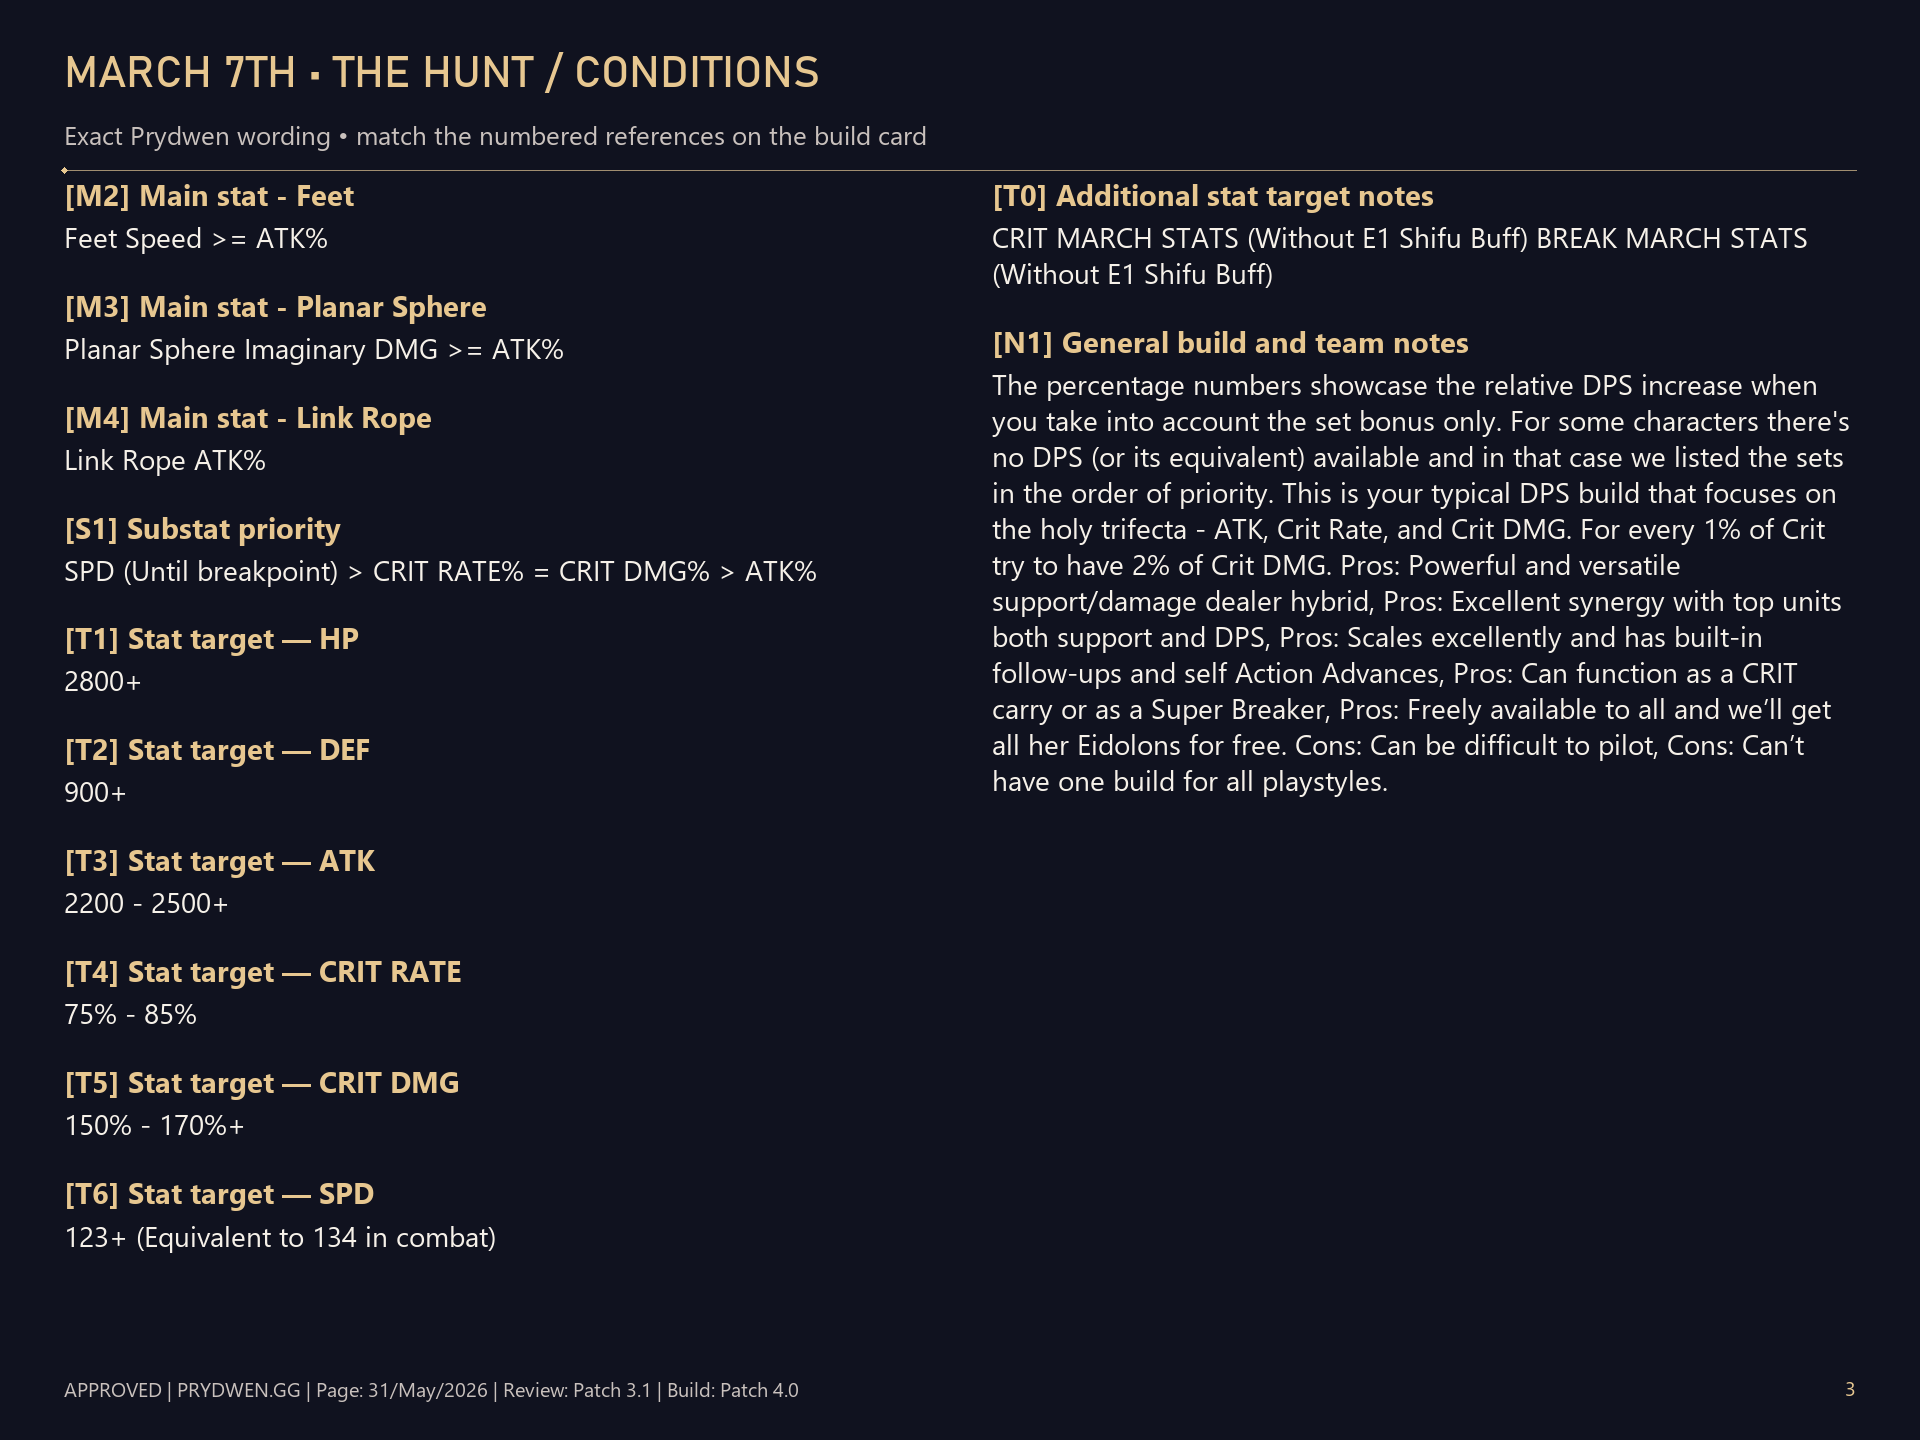 MARCH 7TH • THE HUNT / CONDITIONS
Exact Prydwen wording • match the numbered references on the build card
[M2] Main stat - Feet
Feet Speed >= ATK%
[M3] Main stat - Planar Sphere
Planar Sphere Imaginary DMG >= ATK%
[M4] Main stat - Link Rope
Link Rope ATK%
[S1] Substat priority
SPD (Until breakpoint) > CRIT RATE% = CRIT DMG% > ATK%
[T1] Stat target — HP
2800+
[T2] Stat target — DEF
900+
[T3] Stat target — ATK
2200 - 2500+
[T4] Stat target — CRIT RATE
75% - 85%
[T5] Stat target — CRIT DMG
150% - 170%+
[T6] Stat target — SPD
123+ (Equivalent to 134 in combat)
[T0] Additional stat target notes
CRIT MARCH STATS (Without E1 Shifu Buff) BREAK MARCH STATS
(Without E1 Shifu Buff)
[N1] General build and team notes
The percentage numbers showcase the relative DPS increase when
you take into account the set bonus only. For some characters there's
no DPS (or its equivalent) available and in that case we listed the sets
in the order of priority. This is your typical DPS build that focuses on
the holy trifecta - ATK, Crit Rate, and Crit DMG. For every 1% of Crit
try to have 2% of Crit DMG. Pros: Powerful and versatile
support/damage dealer hybrid, Pros: Excellent synergy with top units
both support and DPS, Pros: Scales excellently and has built-in
follow-ups and self Action Advances, Pros: Can function as a CRIT
carry or as a Super Breaker, Pros: Freely available to all and we’ll get
all her Eidolons for free. Cons: Can be difficult to pilot, Cons: Can’t
have one build for all playstyles.
APPROVED | PRYDWEN.GG | Page: 31/May/2026 | Review: Patch 3.1 | Build: Patch 4.0
3